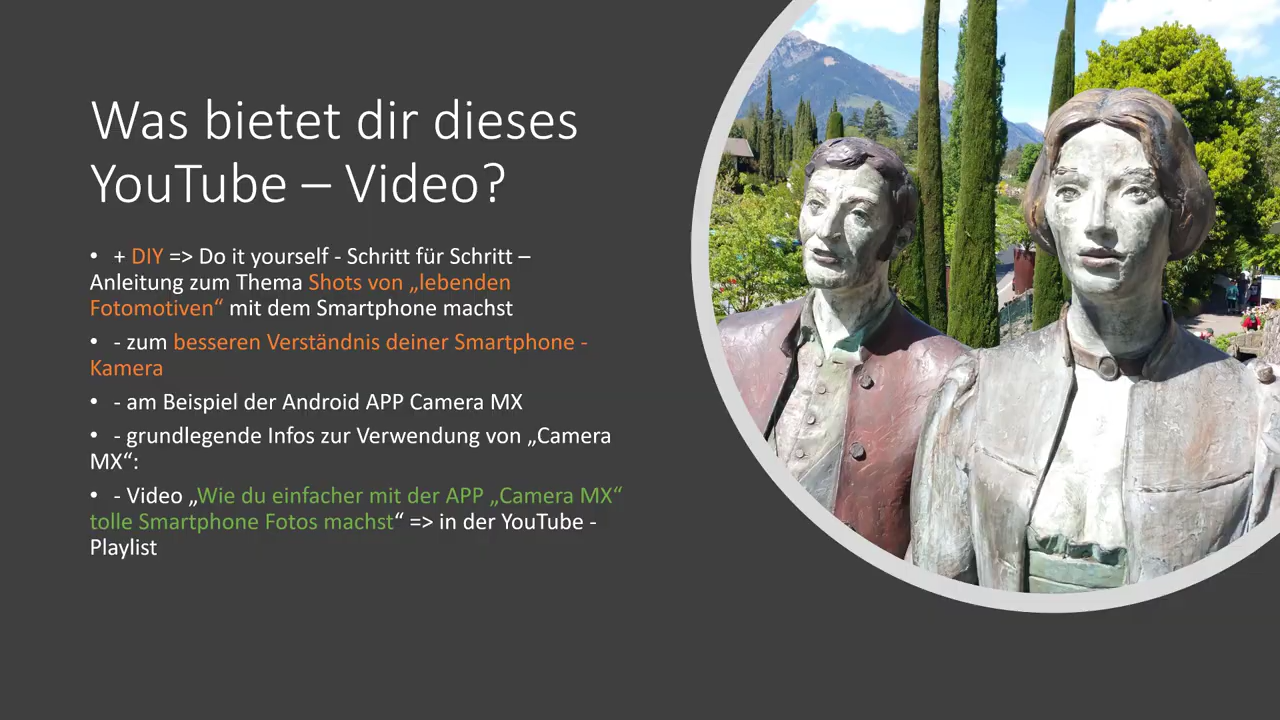 Was bietet dir dieses
YouTube – Video?
• + DIY => Do it yourself - Schritt für Schritt –
Anleitung zum Thema Shots von „lebenden
Fotomotiven“ mit dem Smartphone machst
• - zum besseren Verständnis deiner Smartphone -
Kamera
• - am Beispiel der Android APP Camera MX
• - grundlegende Infos zur Verwendung von „Camera
MX“:
• - Video „Wie du einfacher mit der APP „Camera MX“
tolle Smartphone Fotos machst“ => in der YouTube -
Playlist